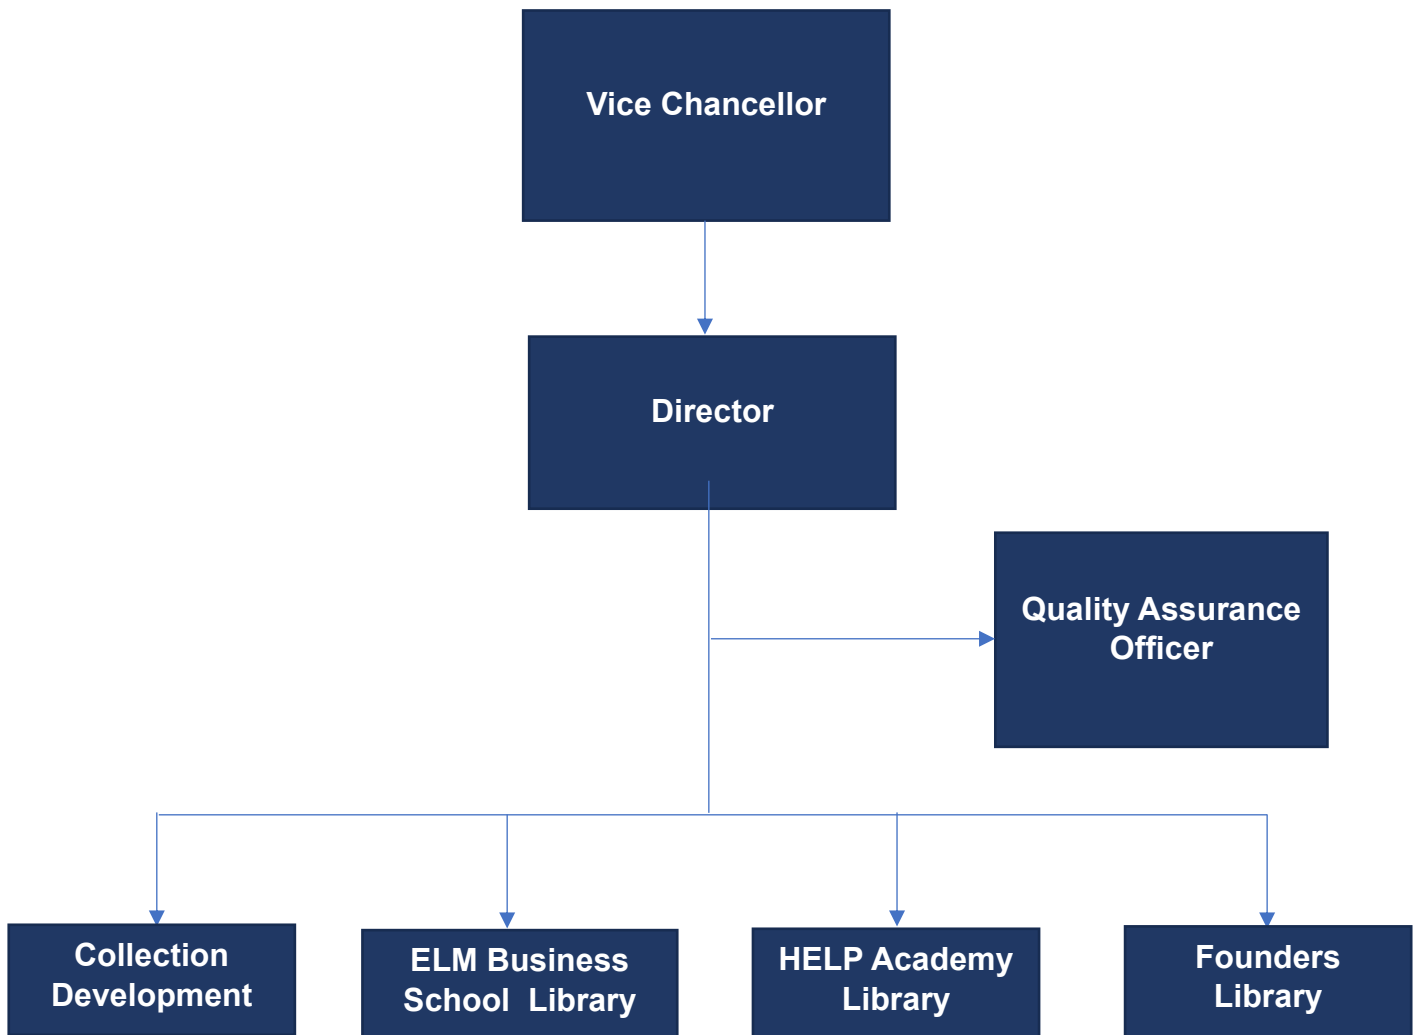 Vice Chancellor
Director
Quality Assurance
Officer
Collection
Development
ELM Business
School  Library
HELP Academy
Library
Founders
Library